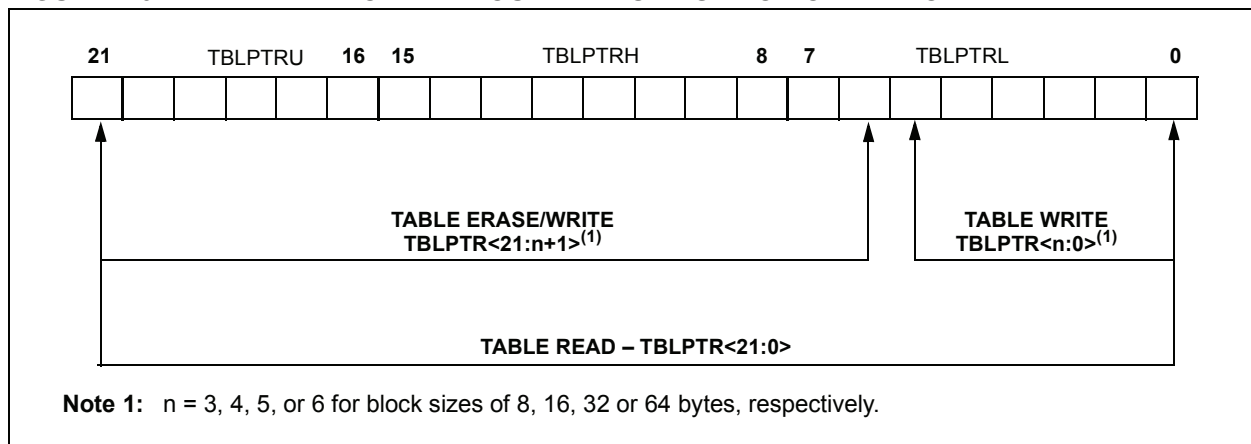 21 TBLPTRU 16 15 TBLPTRH 8 7 TBLPTRL 0
TABLE ERASE/WRITE TABLE WRITE
TBLPTR<21:n+1>(1) TBLPTR<n:0>(1)
TABLE READ – TBLPTR<21:0>
Note 1: n = 3, 4, 5, or 6 for block sizes of 8, 16, 32 or 64 bytes, respectively.